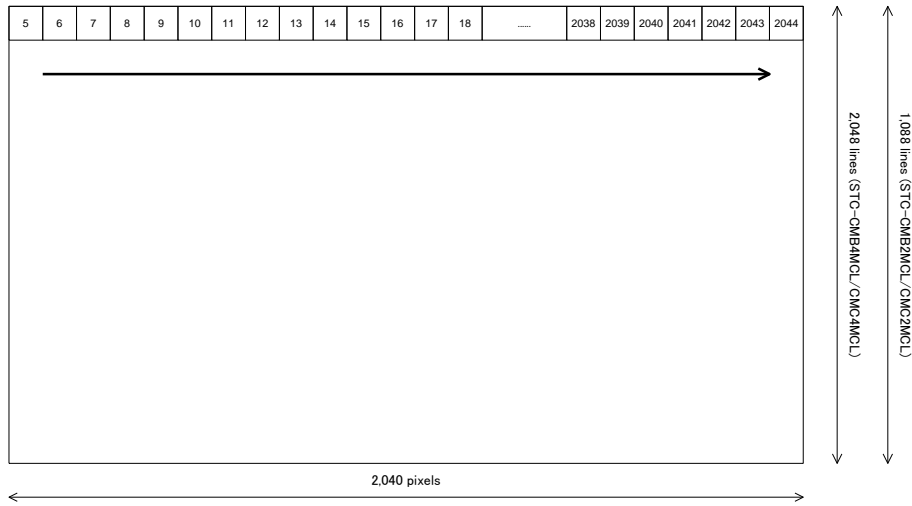 5 6 7 8 9 10 11 12 13 14 15 16 17 18 ...... 2038 2039 2040 2041 2042 2043 2044
2,048 lines (STC-CMB4MCL/CMC4MCL)
1,088 lines (STC-CMB2MCL/CMC2MCL)
2,040 pixels